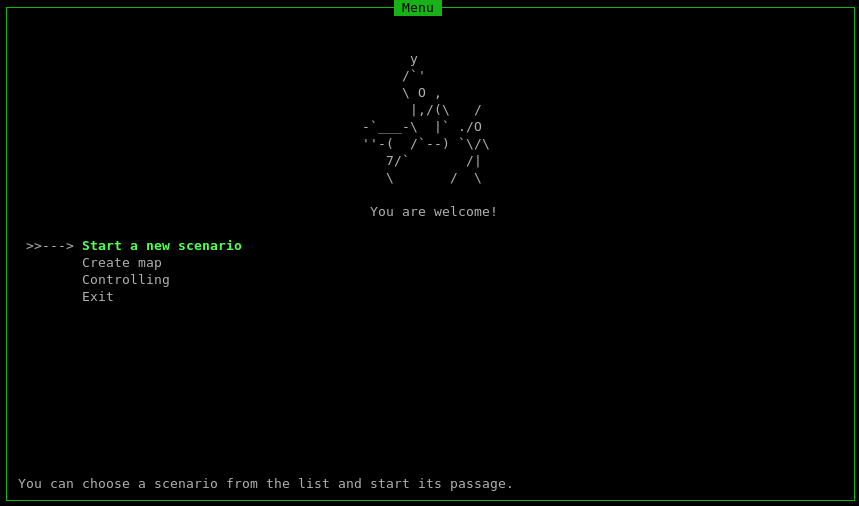 Menu
You are welcome!
>>---> Start a new scenario
Create map
Controlling
Exit
You can choose a scenario from the list and start its passage.